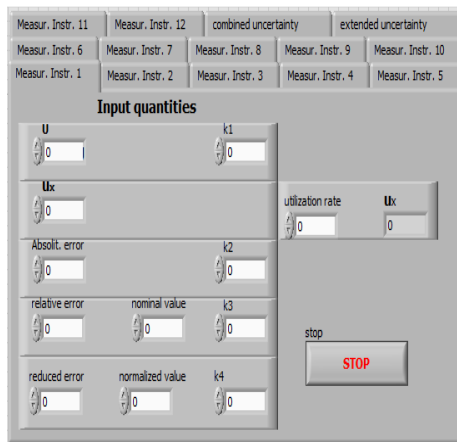 Measur. Instr. 11 Measur. Instr. 12 combined uncertainty extended uncertainty
Measur. Instr. 6 Measur. Instr. 7 Measur. Instr. 8 Measur. Instr. 9 Measur. Instr. 10
Measur. Instr. 1 Measur. Instr. 2 Measur. Instr. 3 Measur. Instr. 4 Measur. Instr. 5
Input quantities
U k1
0 0
Ux
0
utilization rate Ux
0 0
Absolit. error k2
0 0
relative error nominal value k3
0 0 0
stop
STOP
reduced error normalized value k4
0 0 0